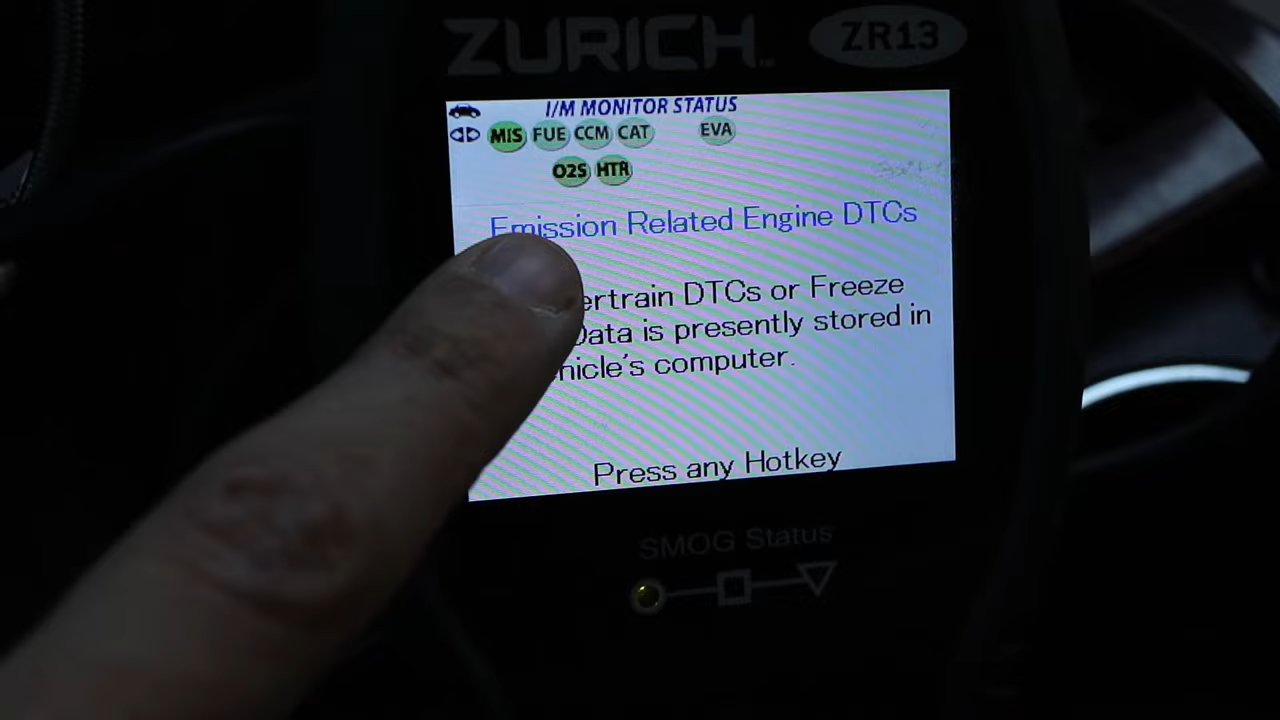 ZURICH
ZR13
I/M MONITOR STATUS
MIS FUE CCM CAT EVA
O2S HTR
Emission Related Engine DTCs
ertrain DTCs or Freeze
Data is presently stored in
hicle's computer.
Press any Hotkey
SMOG Status